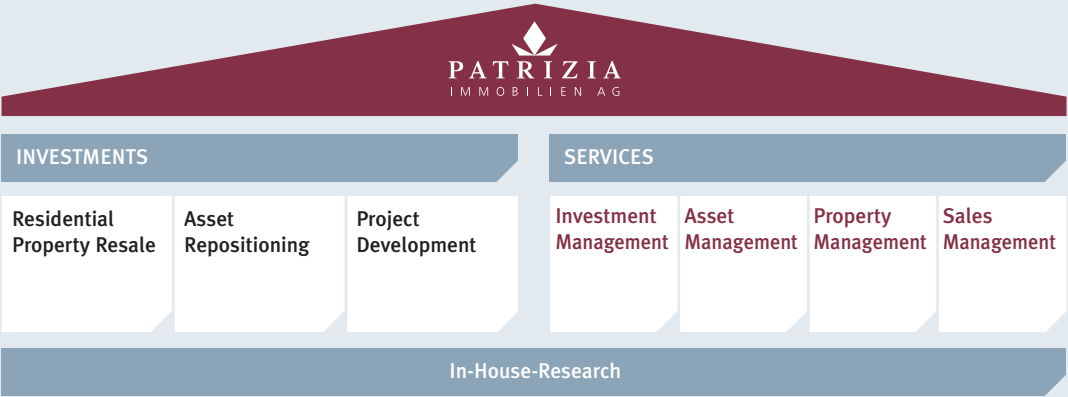 PATRIZIA
IMMOBILIEN AG
INVESTMENTS
Residential
Property Resale
Asset
Repositioning
Project
Development
SERVICES
Investment
Management
Asset
Management
Property
Management
Sales
Management
In-House-Research